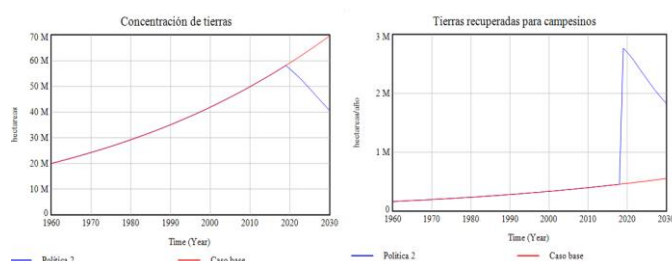 Concentración de tierras
70 M
60 M
50 M
40 M
30 M
20 M
10 M
0
hectareas
1960 1970 1980 1990 2000 2010 2020 2030
Time (Year)
Política 2 Caso base
Tierras recuperadas para campesinos
3 M
2 M
1 M
0
hectareas/año
1960 1970 1980 1990 2000 2010 2020 2030
Time (Year)
Política 2 Caso base